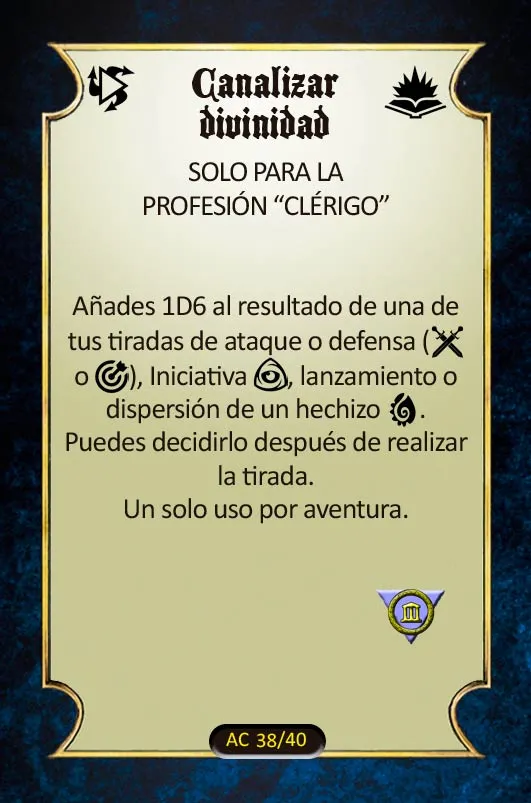 Canalizar
divinidad
SOLO PARA LA
PROFESIÓN “CLÉRIGO”
Añades 1D6 al resultado de una de
tus tiradas de ataque o defensa (
o ), Iniciativa , lanzamiento o
dispersión de un hechizo .
Puedes decidirlo después de realizar
la tirada.
Un solo uso por aventura.
AC 38/40